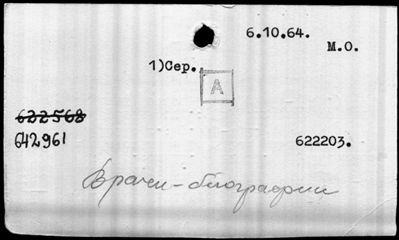 6.10.64.
М.О.
1)Сер.
А
622568
642961
622203.
Врачи-биографии